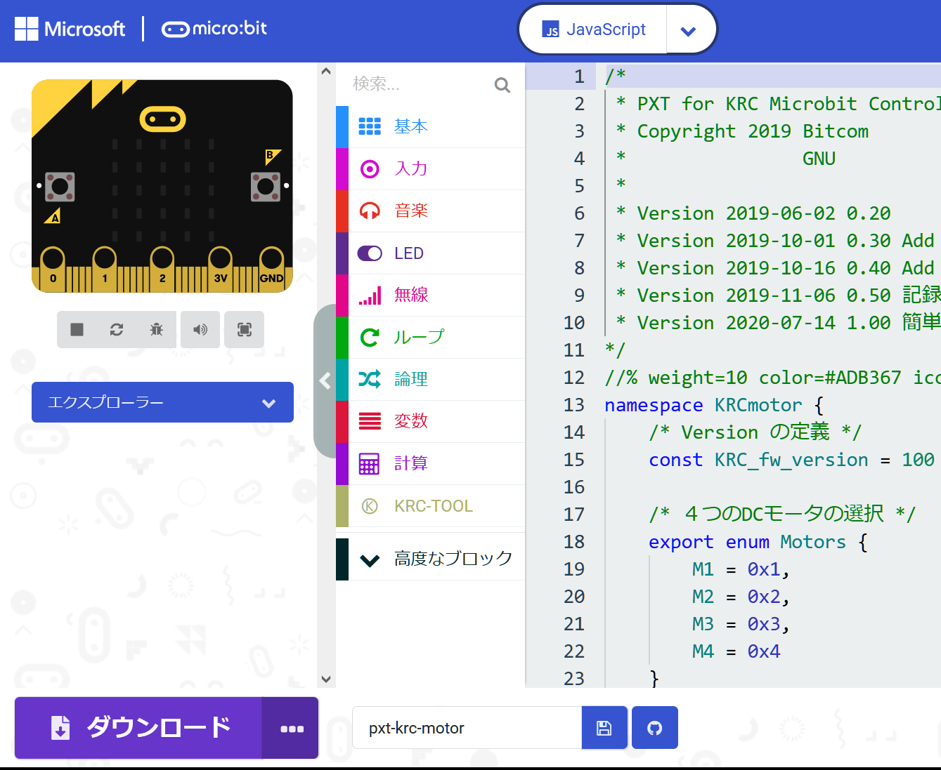 Microsoft
micro:bit
JS JavaScript
B
A
0 1 2 3V GND
エクスプローラー
検索...
基本
入力
音楽
LED
無線
ループ
論理
変数
計算
K KRC-TOOL
高度なブロック
1 /*
2 * PXT for KRC Microbit Control
3 * Copyright 2019 Bitcom
4 * GNU
5 *
6 * Version 2019-06-02 0.20
7 * Version 2019-10-01 0.30 Add
8 * Version 2019-10-16 0.40 Add
9 * Version 2019-11-06 0.50 記録
10 * Version 2020-07-14 1.00 簡単
11 */
12 //% weight=10 color=#ADB367 ico
13 namespace KRCmotor {
14 /* Version の定義 */
15 const KRC_fw_version = 100
16
17 /* ４つのDCモータの選択 */
18 export enum Motors {
19 M1 = 0x1,
20 M2 = 0x2,
21 M3 = 0x3,
22 M4 = 0x4
23 }
ダウンロード
pxt-krc-motor